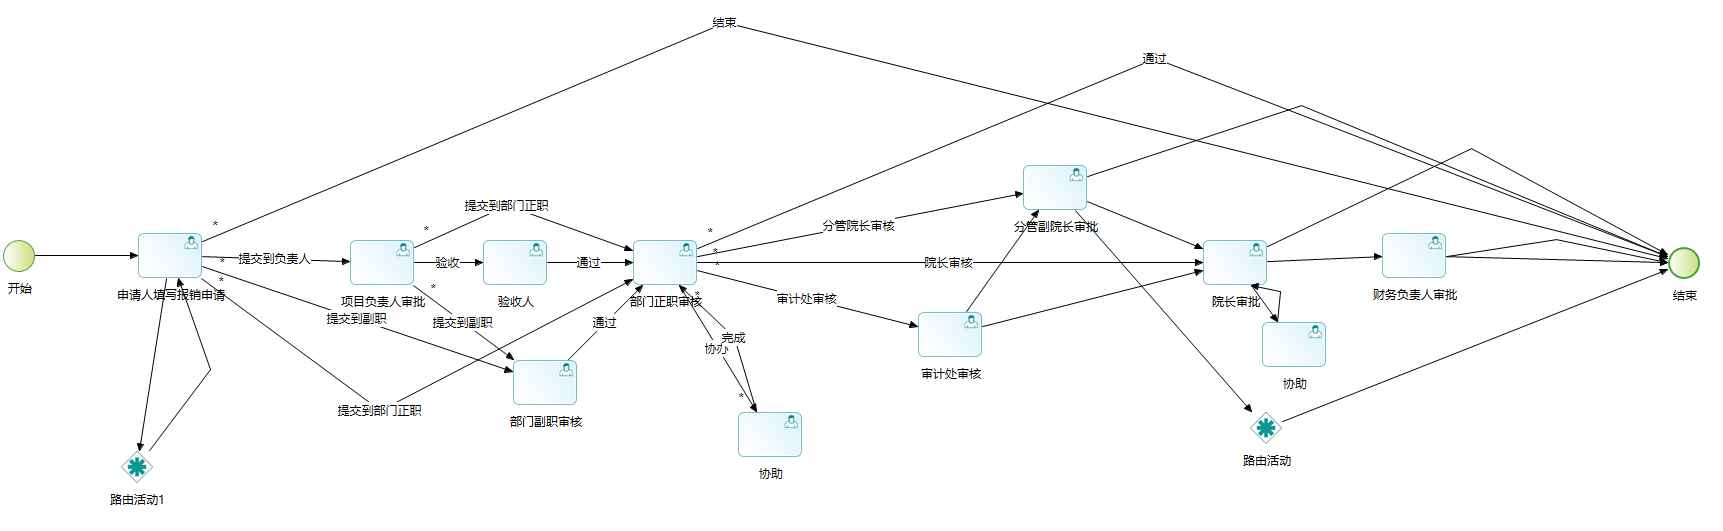 结束
通过
提交到部门正职
分管院长审核
分管副院长审批
开始
申请人填写报销申请
提交到负责人
项目负责人审批
验收
验收人
通过
部门正职审核
院长审核
院长审批
财务负责人审批
结束
提交到副职
提交到副职
通过
审计处审核
审计处审核
完成
协办
协助
提交到部门正职
部门副职审核
协助
路由活动
路由活动1
*
*
*
*
*
*
*
*
*
*